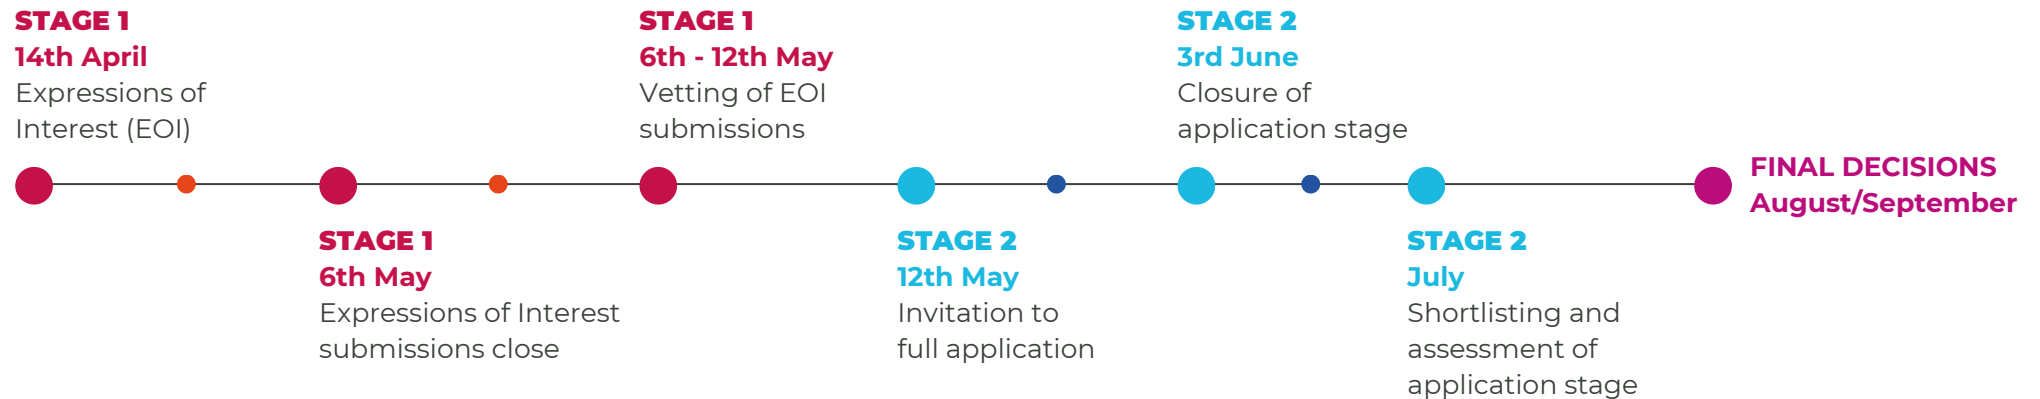 STAGE 1
14th April
Expressions of
Interest (EOI)
STAGE 1
6th May
Expressions of Interest
submissions close
STAGE 1
6th - 12th May
Vetting of EOI
submissions
STAGE 2
12th May
Invitation to
full application
STAGE 2
3rd June
Closure of
application stage
STAGE 2
July
Shortlisting and
assessment of
application stage
FINAL DECISIONS
August/September